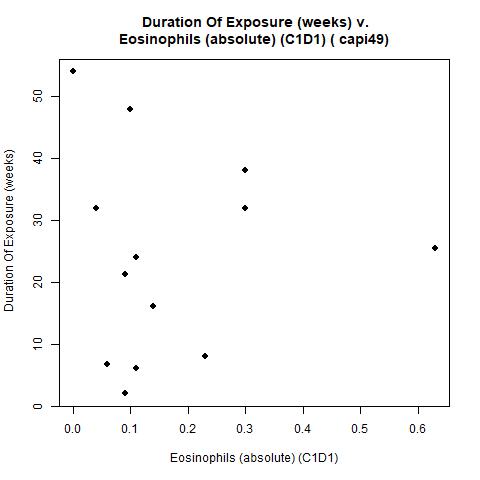 Duration Of Exposure (weeks) v.
Eosinophils (absolute) (C1D1) ( capi49)
Duration Of Exposure (weeks)
50
40
30
20
10
0
0.0 0.1 0.2 0.3 0.4 0.5 0.6
Eosinophils (absolute) (C1D1)